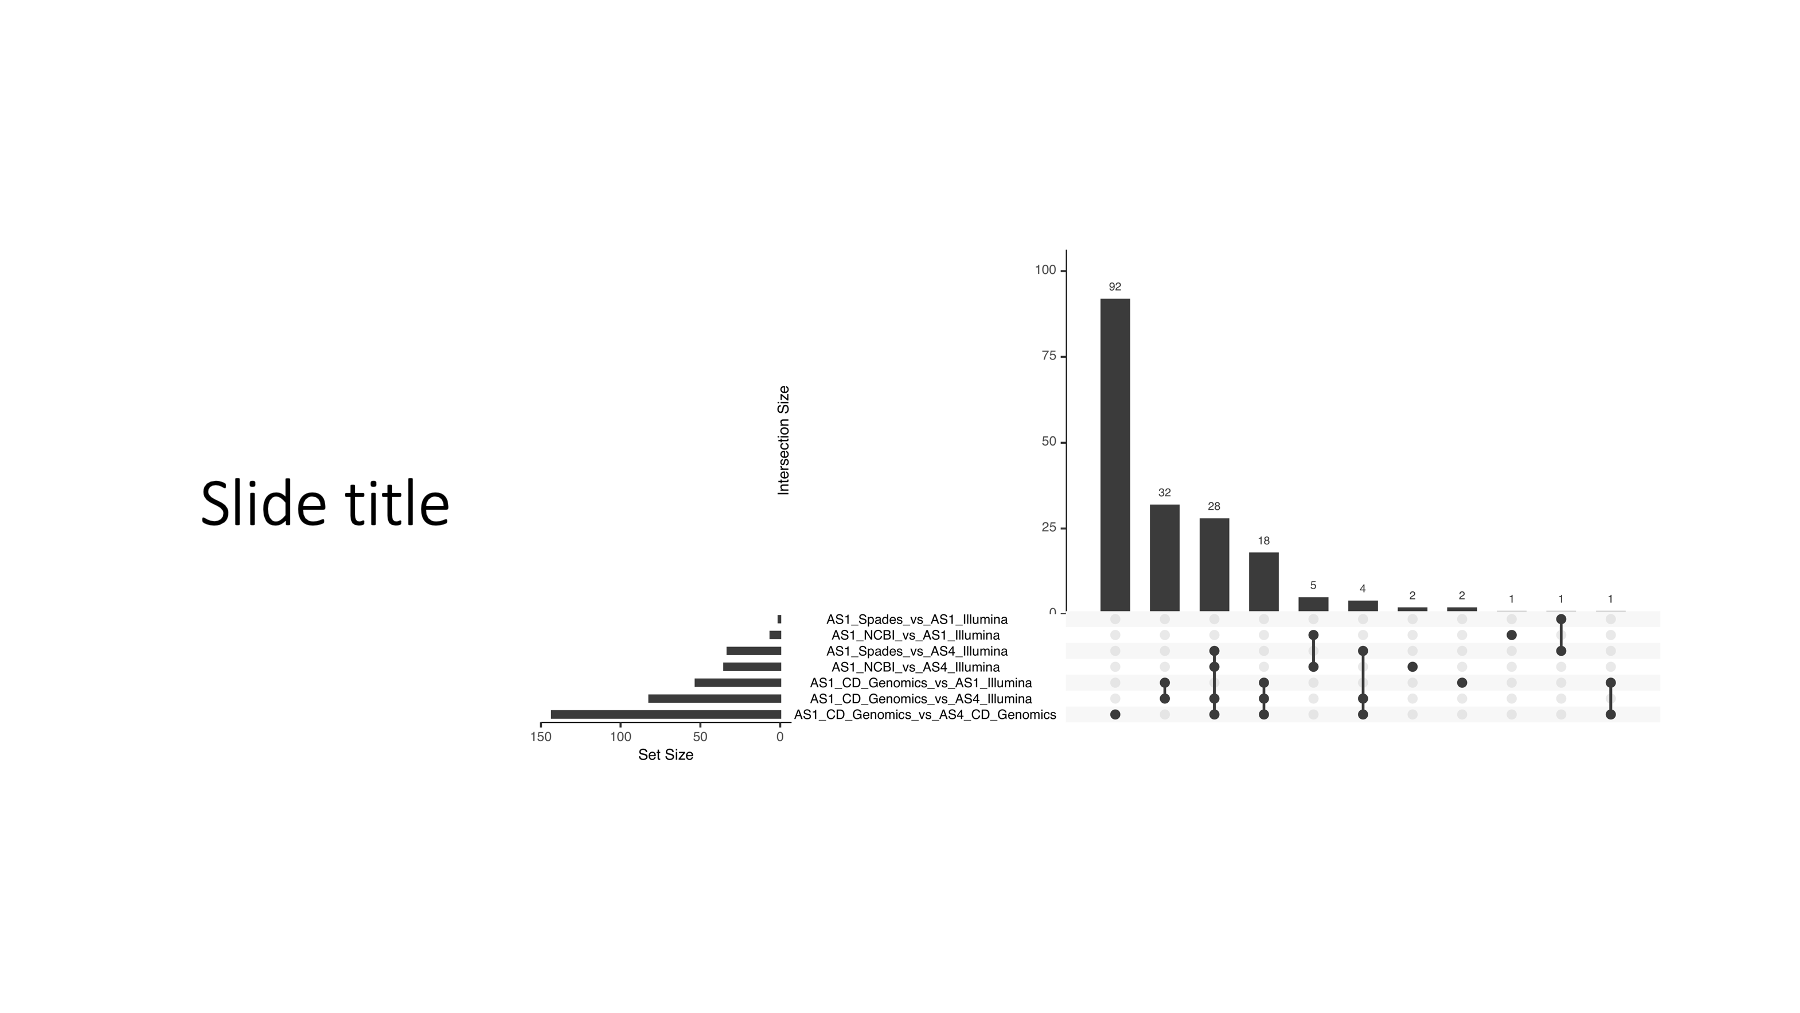 Slide title
Intersection Size
100
75
50
25
0
92
32
28
18
5
4
2
2
1
1
1
AS1_Spades_vs_AS1_Illumina
AS1_NCBI_vs_AS1_Illumina
AS1_Spades_vs_AS4_Illumina
AS1_NCBI_vs_AS4_Illumina
AS1_CD_Genomics_vs_AS1_Illumina
AS1_CD_Genomics_vs_AS4_Illumina
AS1_CD_Genomics_vs_AS4_CD_Genomics
150 100 50 0
Set Size